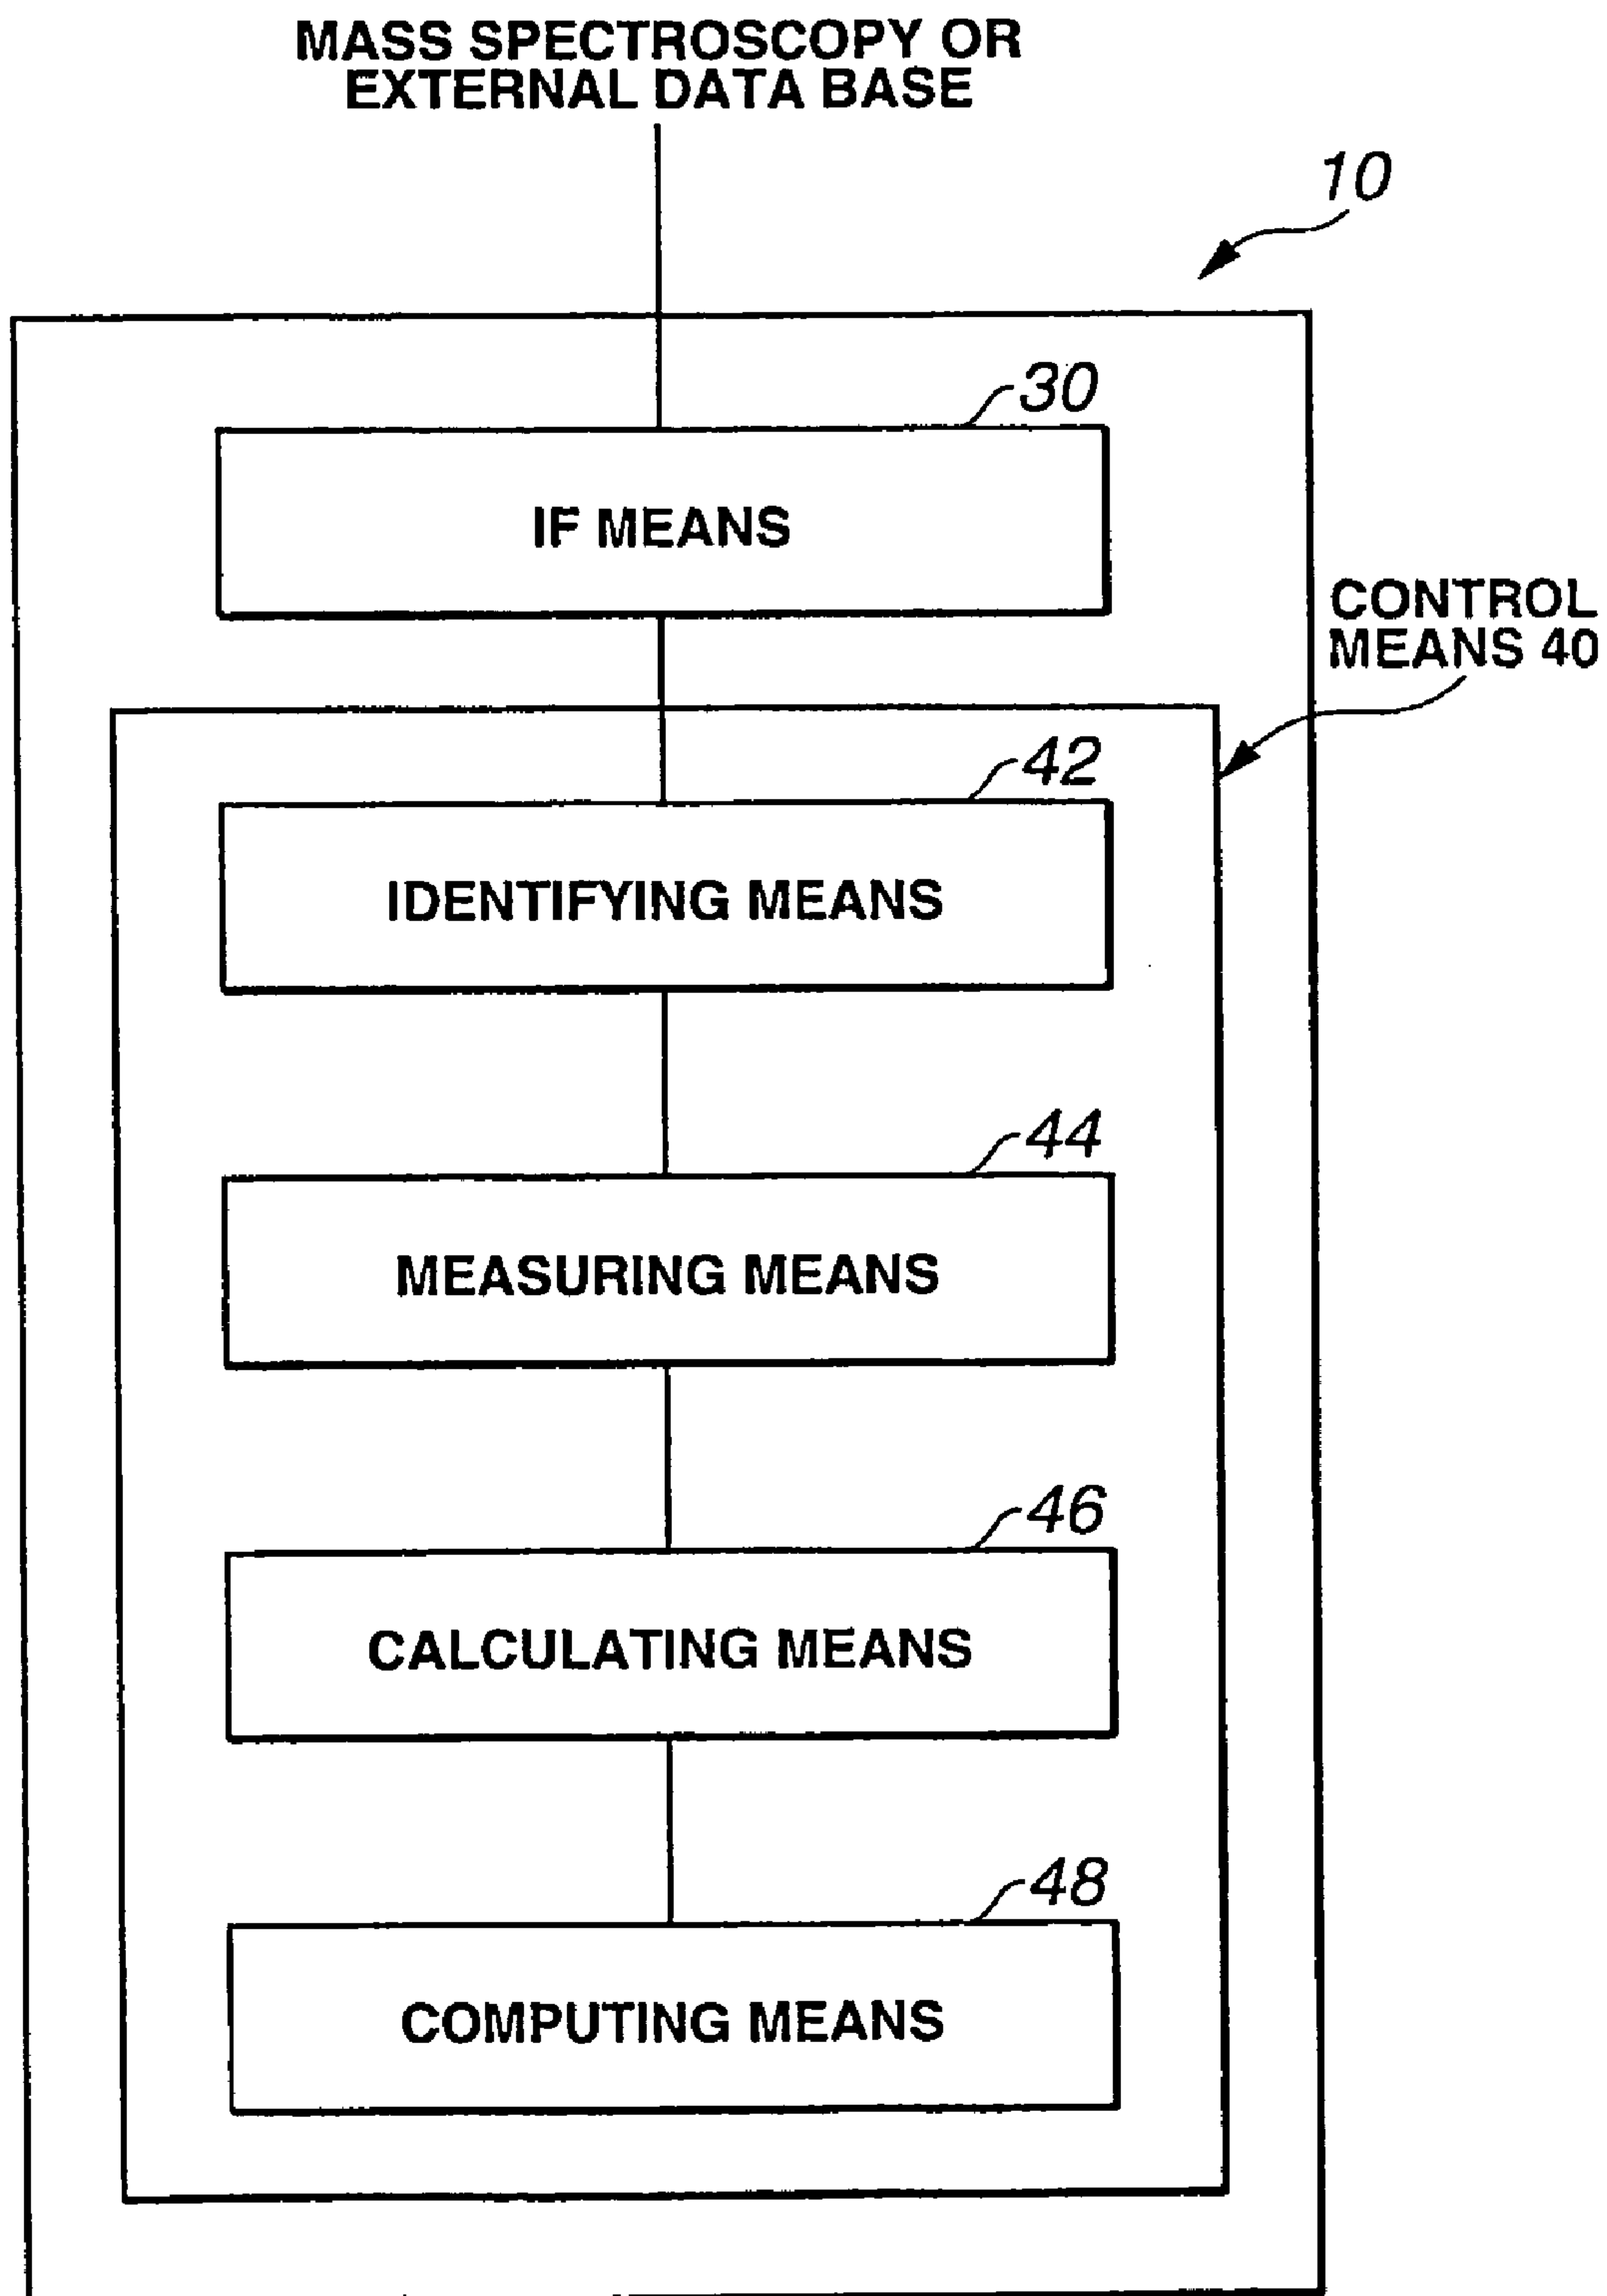 MASS SPECTROSCOPY OR
EXTERNAL DATA BASE
10
30
IF MEANS
CONTROL
MEANS 40
42
IDENTIFYING MEANS
44
MEASURING MEANS
46
CALCULATING MEANS
48
COMPUTING MEANS